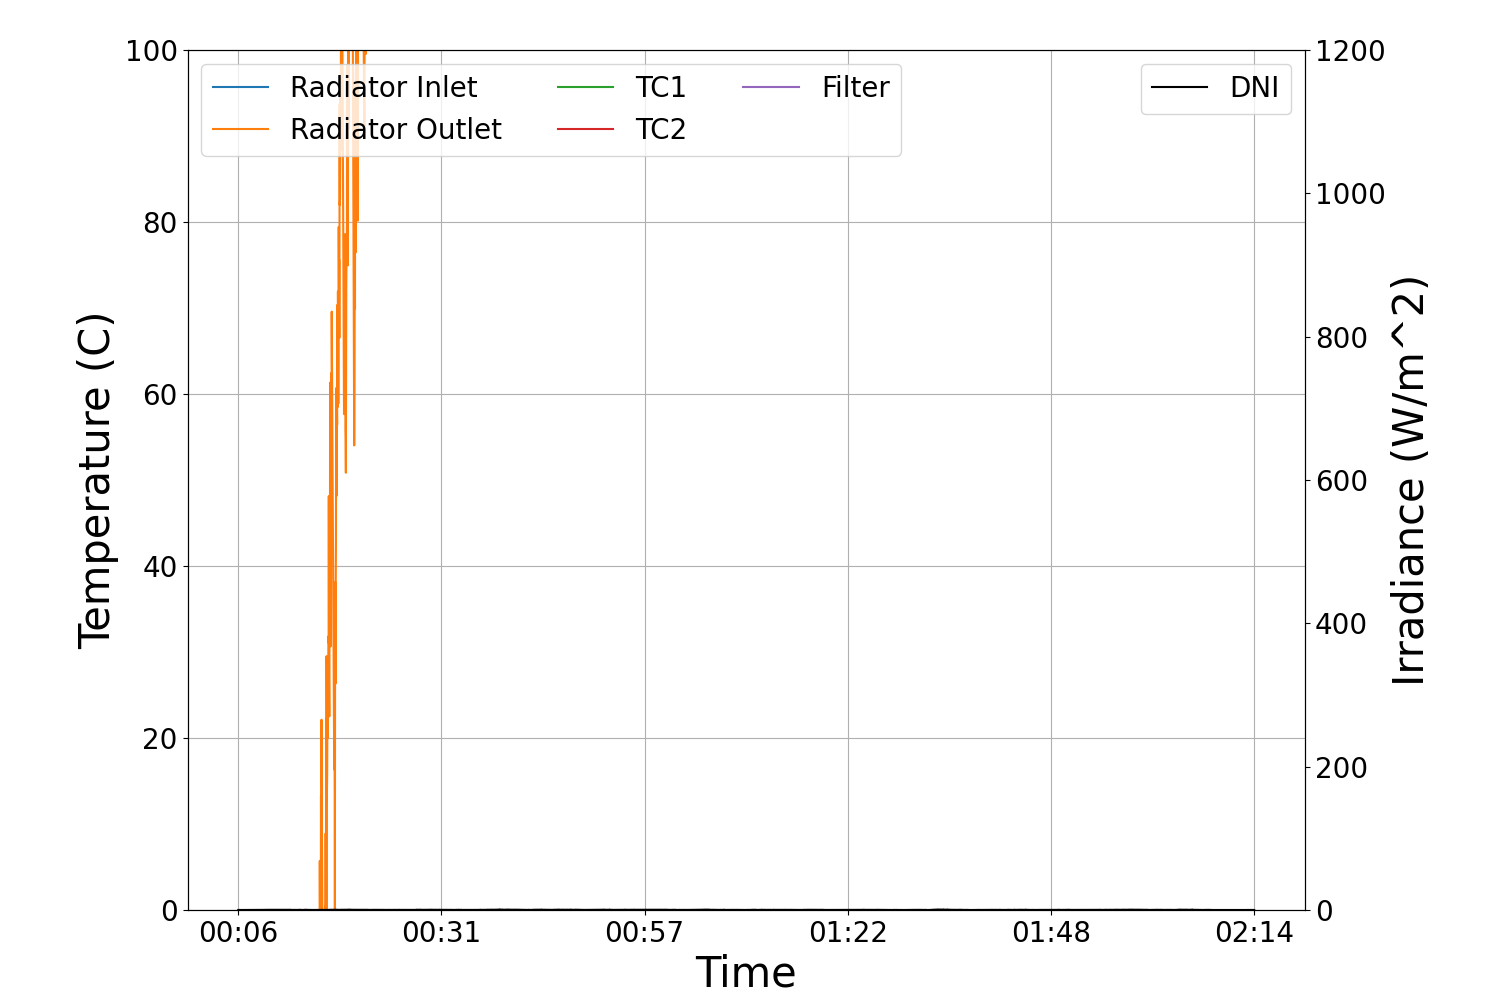 100
80
60
40
20
0
Temperature (C)
Radiator Inlet
Radiator Outlet
TC1
TC2
Filter
DNI
1200
1000
800
600
400
200
0
Irradiance (W/m^2)
00:06 00:31 00:57 01:22 01:48 02:14
Time